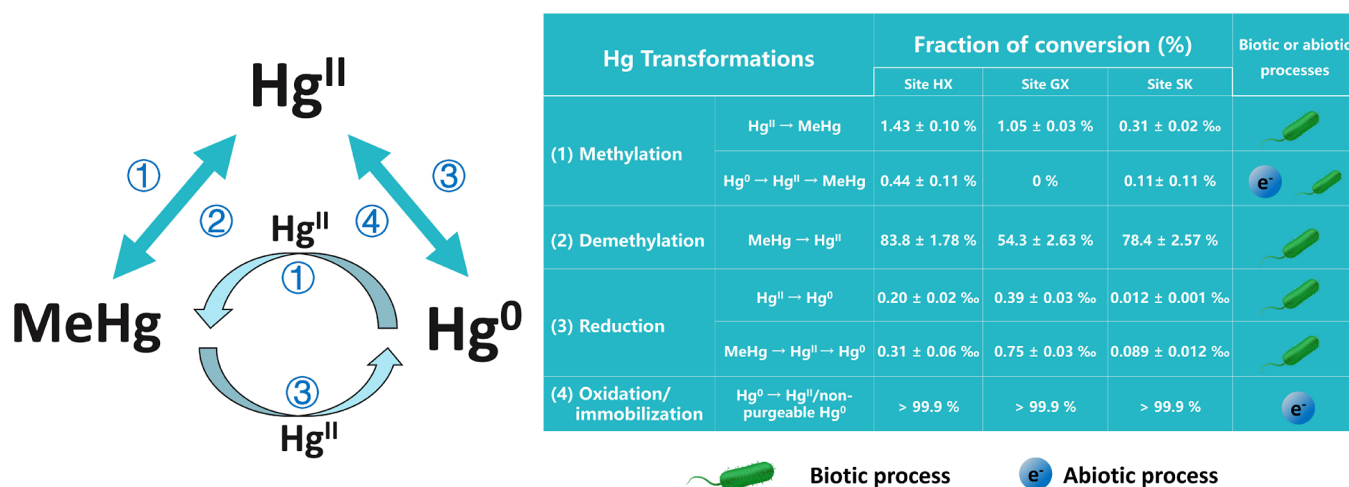 Hg^II
①
②
③
④
Hg^II
①
MeHg
Hg^0
③
Hg^II
Hg Transformations
Fraction of conversion (%)
Biotic or abiotic
processes
Site HX
Site GX
Site SK
(1) Methylation
Hg^II → MeHg
1.43 ± 0.10 %
1.05 ± 0.03 %
0.31 ± 0.02 ‰
Hg^0 → Hg^II → MeHg
0.44 ± 0.11 %
0 %
0.11± 0.11 %
e-
(2) Demethylation
MeHg → Hg^II
83.8 ± 1.78 %
54.3 ± 2.63 %
78.4 ± 2.57 %
(3) Reduction
Hg^II → Hg^0
0.20 ± 0.02 ‰
0.39 ± 0.03 ‰
0.012 ± 0.001 ‰
MeHg → Hg^II → Hg^0
0.31 ± 0.06 ‰
0.75 ± 0.03 ‰
0.089 ± 0.012 ‰
(4) Oxidation/
immobilization
Hg^0 → Hg^II/non-
purgeable Hg^0
> 99.9 %
> 99.9 %
> 99.9 %
e-
Biotic process
e-
Abiotic process